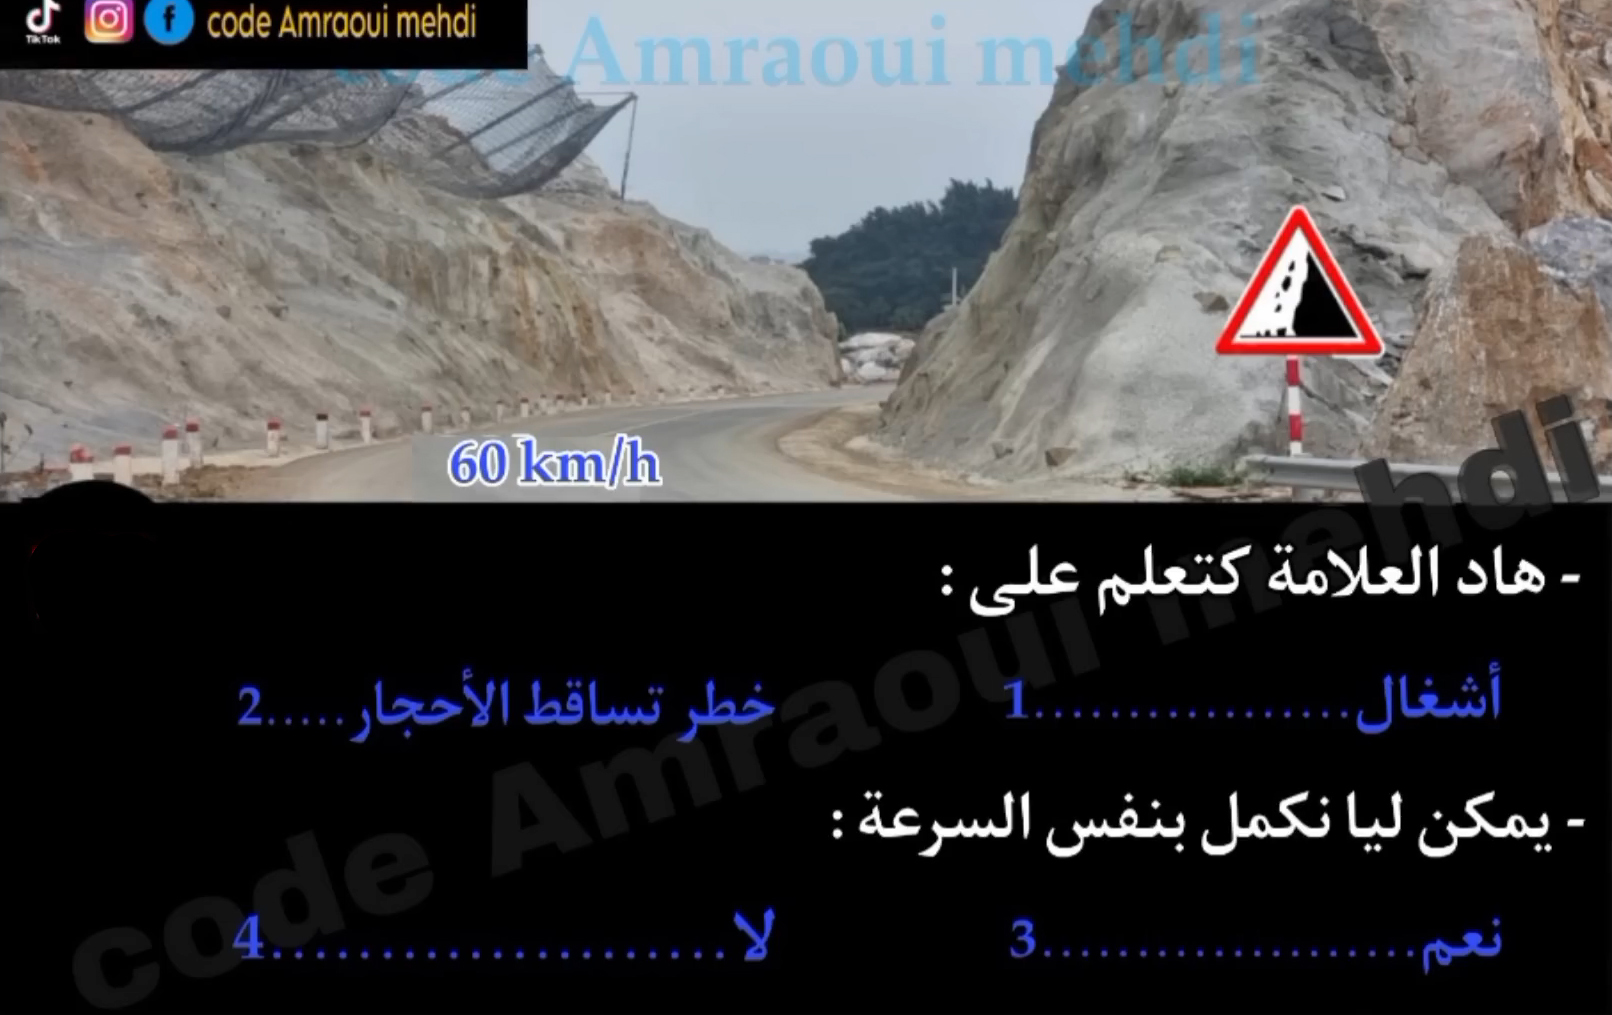 TikTok code Amraoui mehdi
code Amraoui mehdi
60 km/h
- هاد العلامة كتعلم على :
أشغال.................1 خطر تساقط الأحجار.....2
- يمكن ليا نكمل بنفس السرعة :
نعم....................3 لا........................4
code Amraoui mehdi